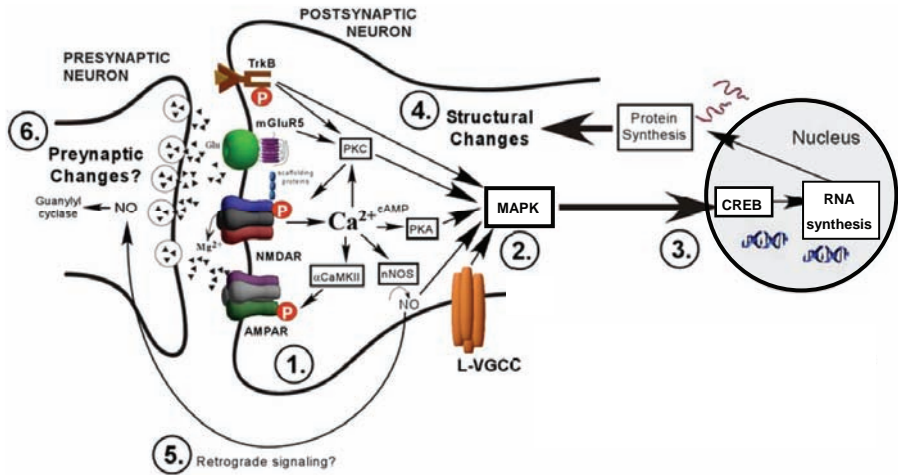 POSTSYNAPTIC
NEURON
PRESYNAPTIC
NEURON
TrkB
P
6.
4.
mGluR5
Structural
Changes
Protein
Synthesis
Nucleus
Glu
PKC
Preynaptic
Changes?
scaffolding
proteins
P
Guanylyl
cyclase
NO
Ca2+
cAMP
PKA
MAPK
CREB
RNA
synthesis
Mg2+
NMDAR
2.
3.
αCaMKII
nNOS
P
NO
AMPAR
1.
L-VGCC
5.
Retrograde signaling?